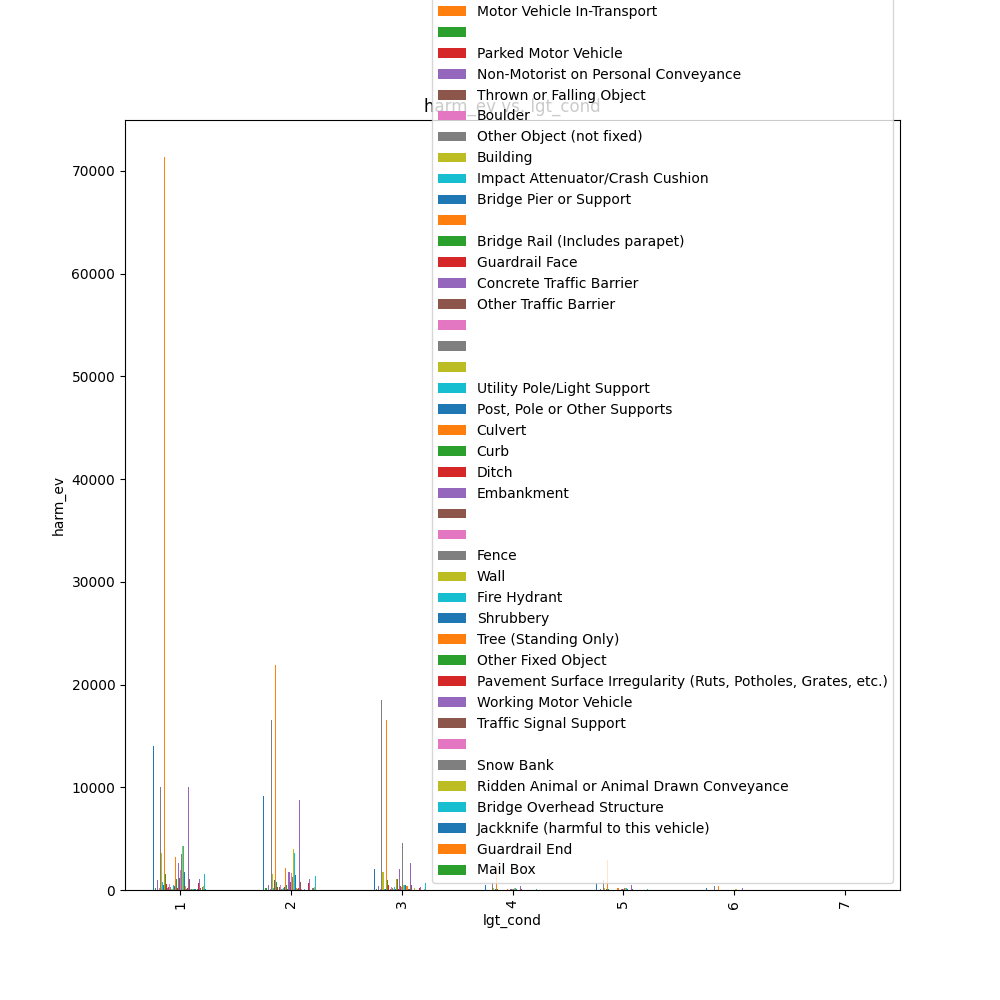 Motor Vehicle In-Transport
Parked Motor Vehicle
Non-Motorist on Personal Conveyance
Thrown or Falling Object
harm_ev vs. lgt_cond
Boulder
Other Object (not fixed)
Building
Impact Attenuator/Crash Cushion
Bridge Pier or Support
Bridge Rail (Includes parapet)
Guardrail Face
Concrete Traffic Barrier
Other Traffic Barrier
Utility Pole/Light Support
Post, Pole or Other Supports
Culvert
Curb
Ditch
Embankment
Fence
Wall
Fire Hydrant
Shrubbery
Tree (Standing Only)
Other Fixed Object
Pavement Surface Irregularity (Ruts, Potholes, Grates, etc.)
Working Motor Vehicle
Traffic Signal Support
Snow Bank
Ridden Animal or Animal Drawn Conveyance
Bridge Overhead Structure
Jackknife (harmful to this vehicle)
Guardrail End
Mail Box
70000
60000
50000
40000
30000
20000
10000
0
harm_ev
1 2 3 4 5 6 7
lgt_cond